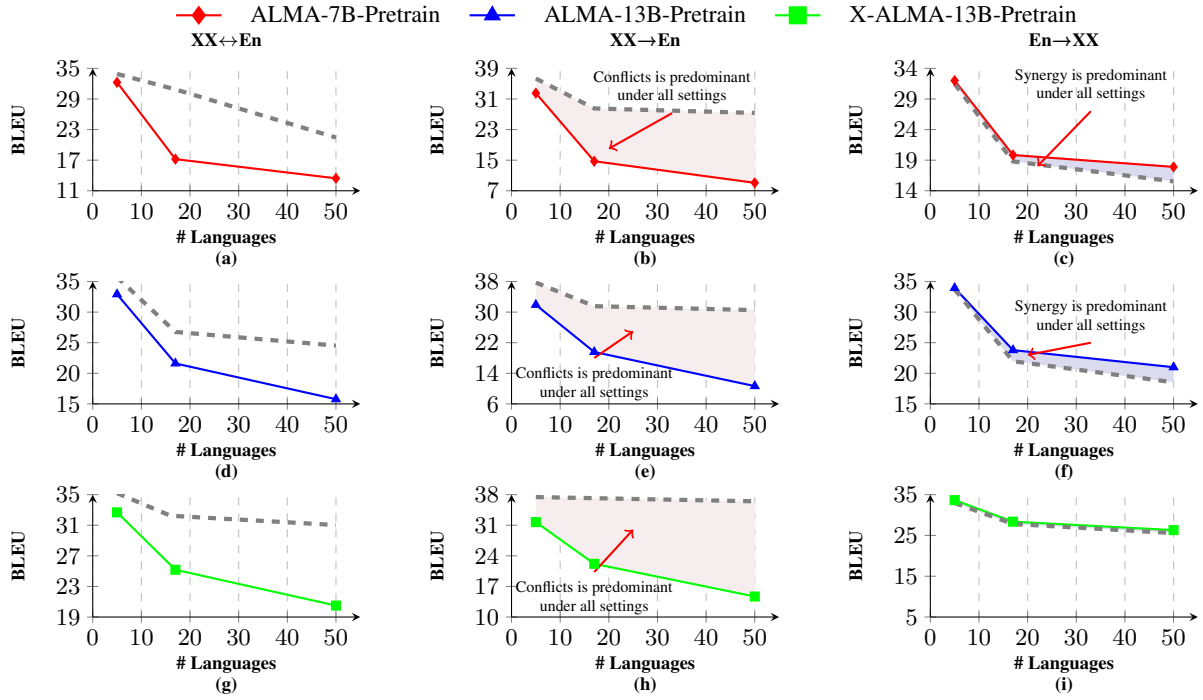 ALMA-7B-Pretrain ALMA-13B-Pretrain X-ALMA-13B-Pretrain
XX↔En
BLEU
35
29
23
17
11
0 10 20 30 40 50
# Languages
(a)
XX→En
BLEU
39
31
23
15
7
Conflicts is predominant
under all settings
0 10 20 30 40 50
# Languages
(b)
En→XX
BLEU
34
29
24
19
14
Synergy is predominant
under all settings
0 10 20 30 40 50
# Languages
(c)
BLEU
35
30
25
20
15
0 10 20 30 40 50
# Languages
(d)
BLEU
38
30
22
14
6
Conflicts is predominant
under all settings
0 10 20 30 40 50
# Languages
(e)
BLEU
35
30
25
20
15
Synergy is predominant
under all settings
0 10 20 30 40 50
# Languages
(f)
BLEU
35
31
27
23
19
0 10 20 30 40 50
# Languages
(g)
BLEU
38
31
24
17
10
Conflicts is predominant
under all settings
0 10 20 30 40 50
# Languages
(h)
BLEU
35
25
15
5
0 10 20 30 40 50
# Languages
(i)